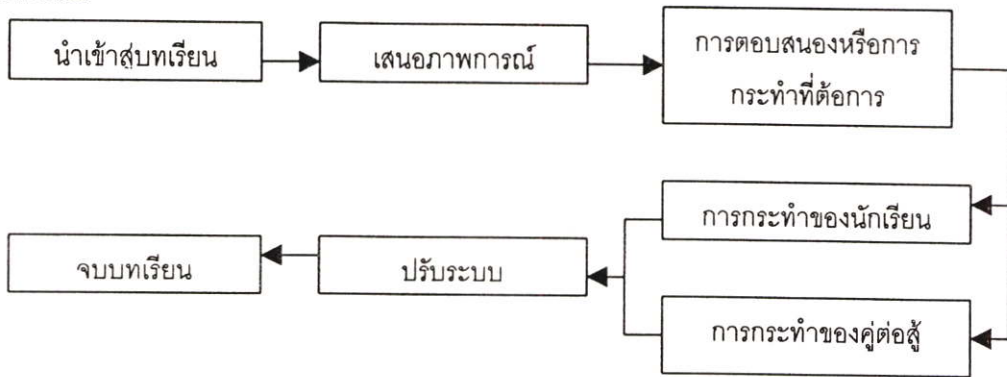 นำเข้าสู่บทเรียน
เสนอภาพการณ์
การตอบสนองหรือการ
กระทำที่ต้อการ
การกระทำของนักเรียน
การกระทำของคู่ต่อสู้
ปรับระบบ
จบบทเรียน